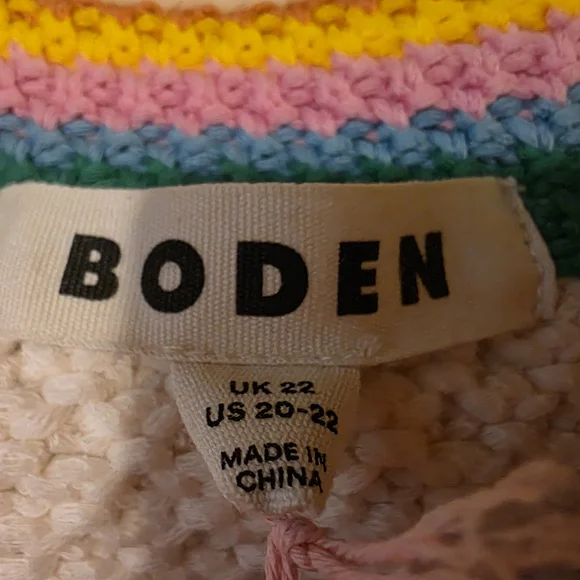 BODEN
UK 22
US 20-22
MADE IN
CHINA